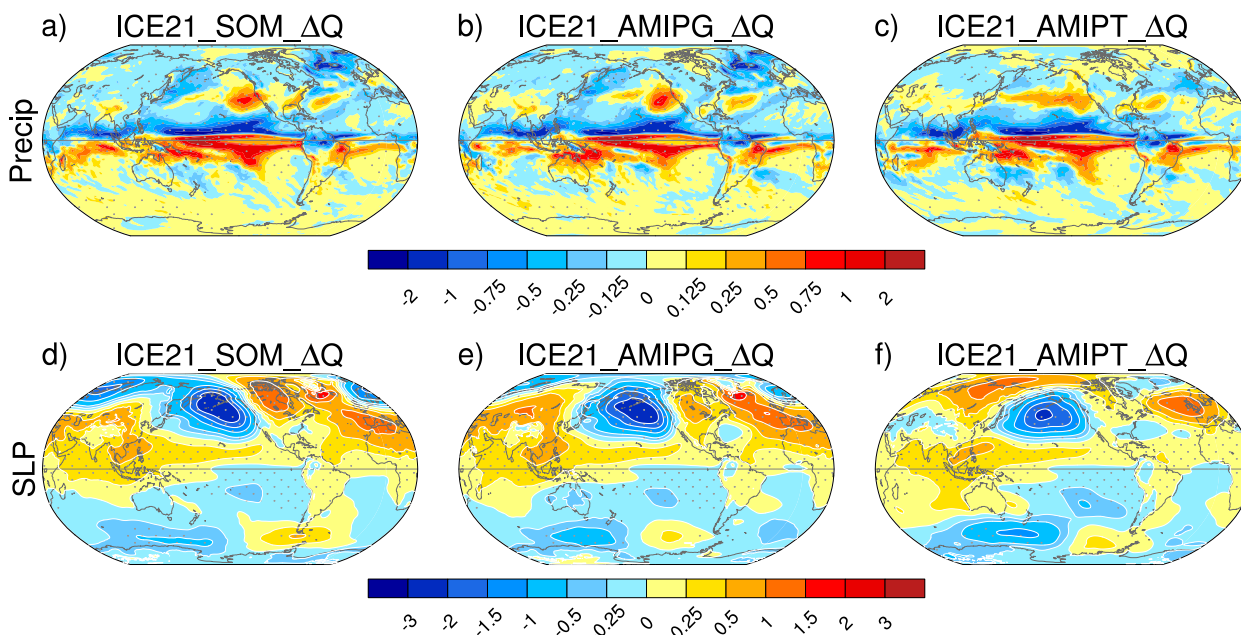 a) ICE21_SOM_ΔQ
b) ICE21_AMIPG_ΔQ
c) ICE21_AMIPT_ΔQ
Precip
-2 -1 -0.75 -0.5 -0.25 -0.125 0 0.125 0.25 0.5 0.75 1 2
d) ICE21_SOM_ΔQ
e) ICE21_AMIPG_ΔQ
f) ICE21_AMIPT_ΔQ
SLP
-3 -2 -1.5 -1 -0.5 0.25 0 0.25 0.5 1 1.5 2 3